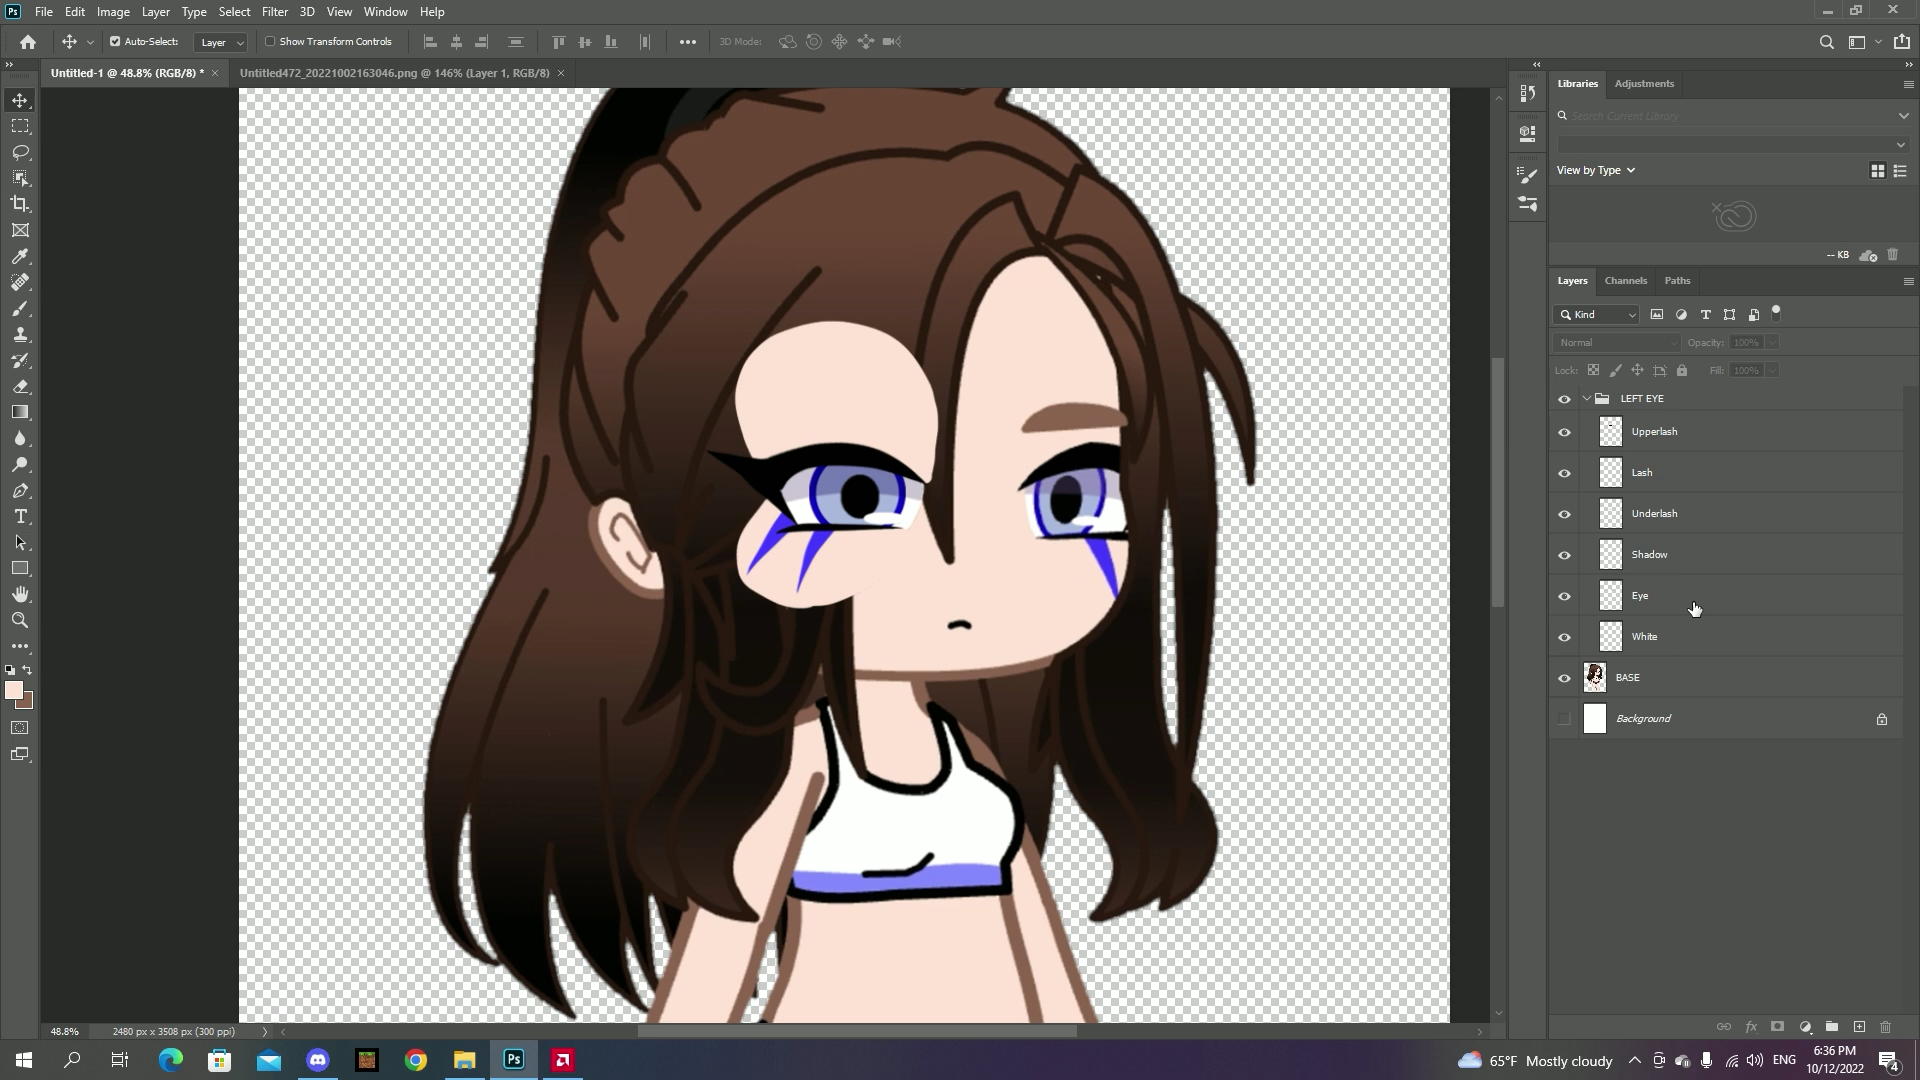 Ps File Edit Image Layer Type Select Filter 3D View Window Help
Auto-Select: Layer Show Transform Controls 3D Mode:
Untitled-1 @ 48.8% (RGB/8) * Untitled472_20221002163046.png @ 146% (Layer 1, RGB/8)
Libraries Adjustments
Search Current Library
View by Type
-- KB
Layers Channels Paths
Kind
Normal Opacity: 100%
Lock: Fill: 100%
LEFT EYE
Upperlash
Lash
Underlash
Shadow
Eye
White
BASE
Background
48.8% 2480 px x 3508 px (300 ppi)
Ps 65°F Mostly cloudy ENG 6:36 PM
10/12/2022
4